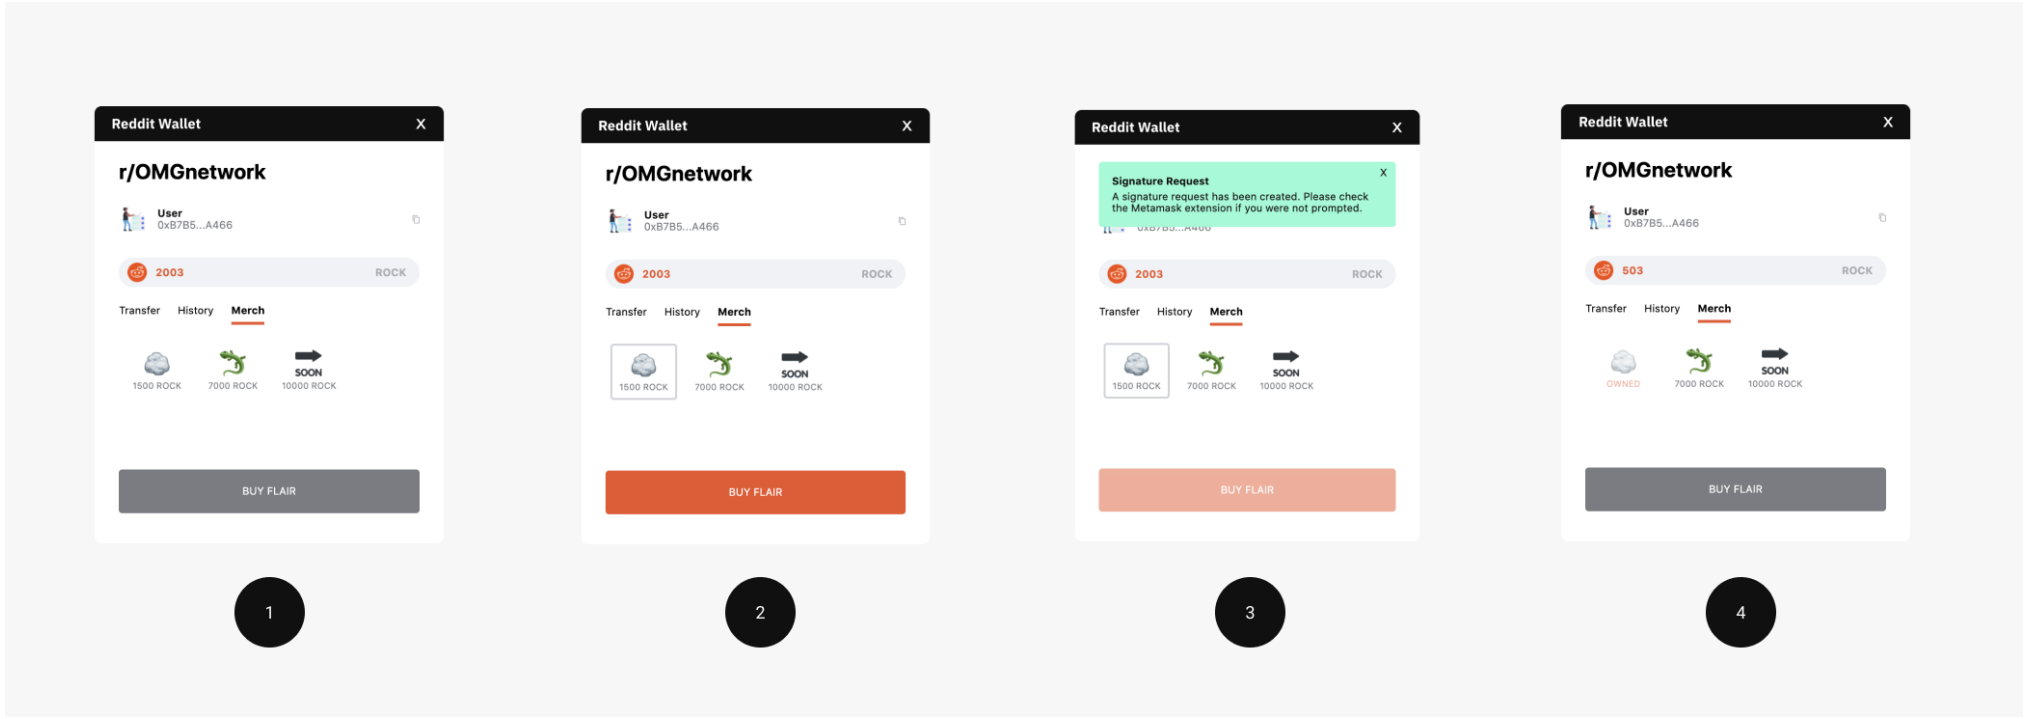 Reddit Wallet X
r/OMGnetwork
User
0xB7B5...A466
2003 ROCK
Transfer History Merch
SOON
1500 ROCK 7000 ROCK 10000 ROCK
BUY FLAIR
1
Reddit Wallet X
r/OMGnetwork
User
0xB7B5...A466
2003 ROCK
Transfer History Merch
SOON
1500 ROCK 7000 ROCK 10000 ROCK
BUY FLAIR
2
Reddit Wallet X
Signature Request X
A signature request has been created. Please check
the Metamask extension if you were not prompted.
0xB7B5...A466
2003 ROCK
Transfer History Merch
SOON
1500 ROCK 7000 ROCK 10000 ROCK
BUY FLAIR
3
Reddit Wallet X
r/OMGnetwork
User
0xB7B5...A466
503 ROCK
Transfer History Merch
SOON
OWNED 7000 ROCK 10000 ROCK
BUY FLAIR
4